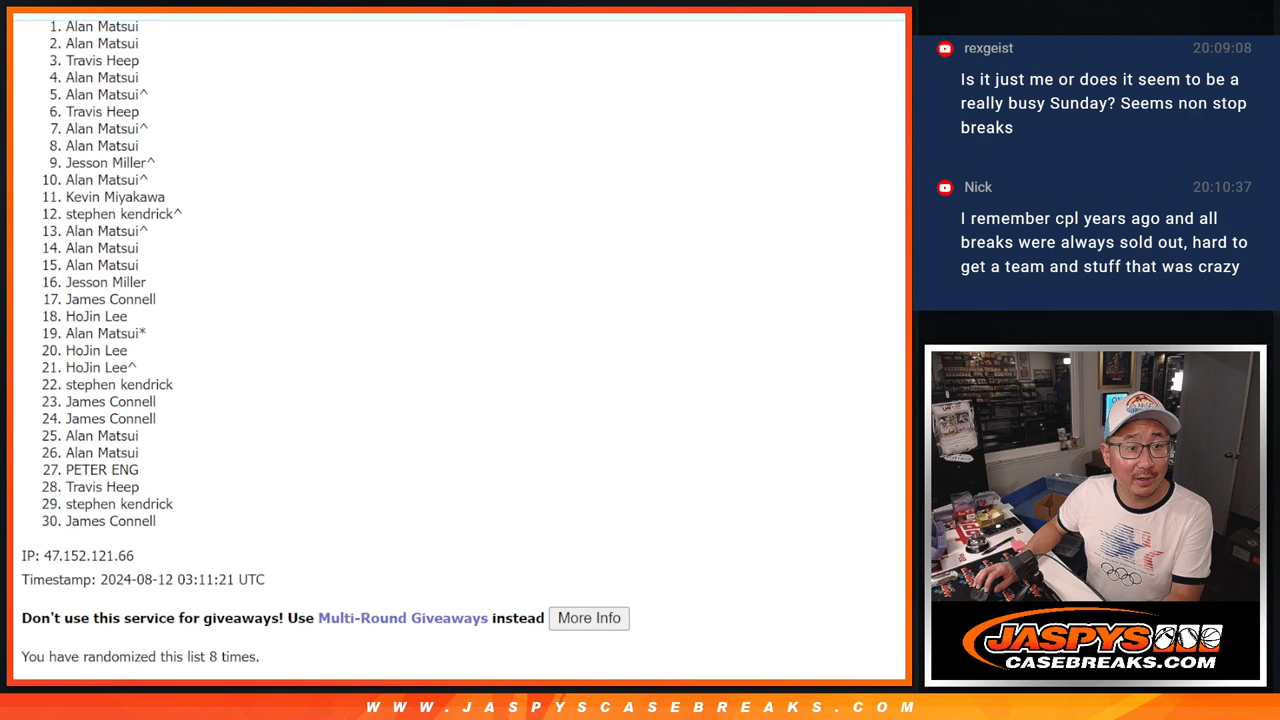 1. Alan Matsui
2. Alan Matsui
3. Travis Heep
4. Alan Matsui
5. Alan Matsui^
6. Travis Heep
7. Alan Matsui^
8. Alan Matsui
9. Jesson Miller^
10. Alan Matsui^
11. Kevin Miyakawa
12. stephen kendrick^
13. Alan Matsui^
14. Alan Matsui
15. Alan Matsui
16. Jesson Miller
17. James Connell
18. HoJin Lee
19. Alan Matsui*
20. HoJin Lee
21. HoJin Lee^
22. stephen kendrick
23. James Connell
24. James Connell
25. Alan Matsui
26. Alan Matsui
27. PETER ENG
28. Travis Heep
29. stephen kendrick
30. James Connell
IP: 47.152.121.66
Timestamp: 2024-08-12 03:11:21 UTC
Don't use this service for giveaways! Use Multi-Round Giveaways instead More Info
You have randomized this list 8 times.
rexgeist 20:09:08
Is it just me or does it seem to be a
really busy Sunday? Seems non stop
breaks
Nick 20:10:37
I remember cpl years ago and all
breaks were always sold out, hard to
get a team and stuff that was crazy
JASPYS
CASEBREAKS.COM
WWW.JASPYSCASEBREAKS.COM